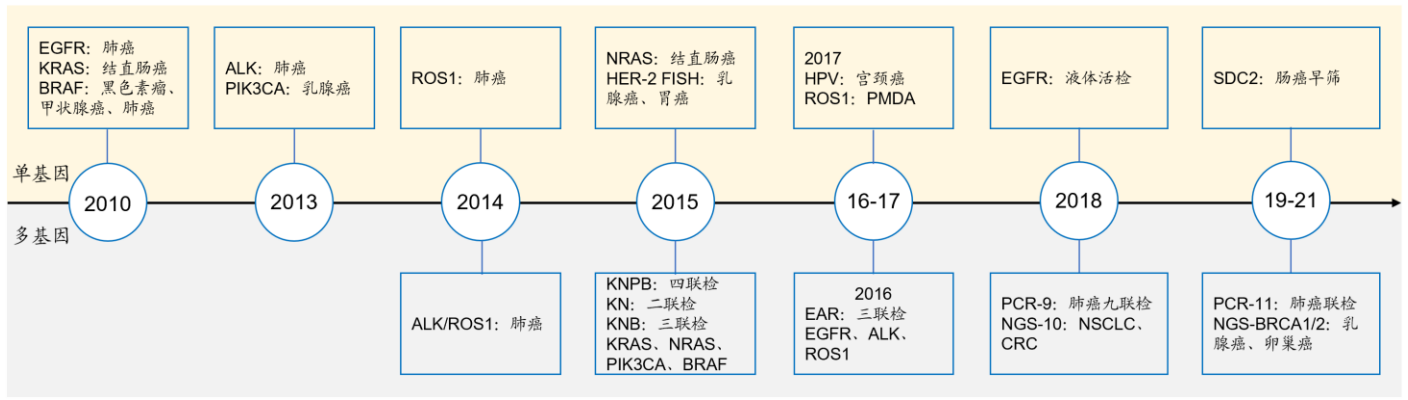 EGFR：肺癌
KRAS：结直肠癌
BRAF：黑色素瘤、
甲状腺癌、肺癌
ALK：肺癌
PIK3CA：乳腺癌
ROS1：肺癌
NRAS：结直肠癌
HER-2 FISH：乳
腺癌、胃癌
2017
HPV：宫颈癌
ROS1：PMDA
EGFR：液体活检
SDC2：肠癌早筛
单基因
2010
2013
2014
2015
16-17
2018
19-21
多基因
ALK/ROS1：肺癌
KNPB：四联检
KN：二联检
KNB：三联检
KRAS、NRAS、
PIK3CA、BRAF
2016
EAR：三联检
EGFR、ALK、
ROS1
PCR-9：肺癌九联检
NGS-10：NSCLC、
CRC
PCR-11：肺癌联检
NGS-BRCA1/2：乳
腺癌、卵巢癌